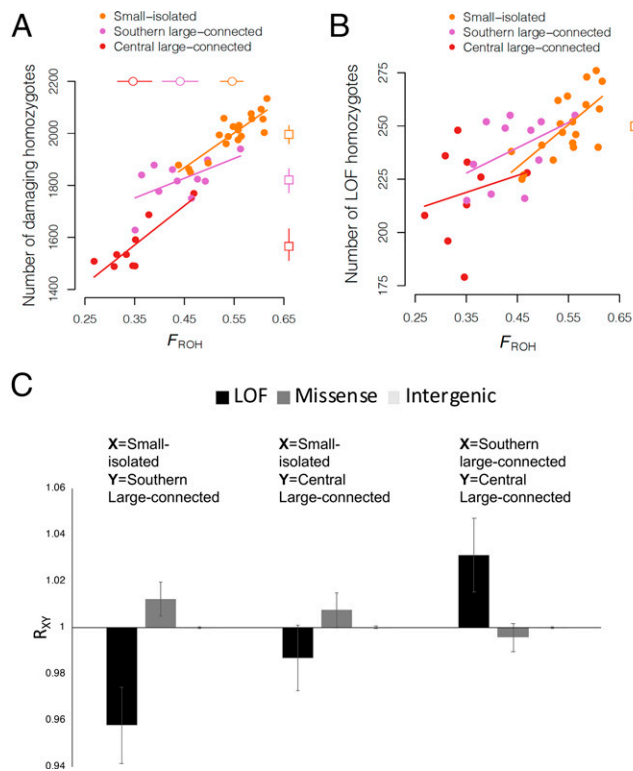 A
Small-isolated
Southern large-connected
Central large-connected
Number of damaging homozygotes
2200
2000
1800
1600
1400
0.25 0.35 0.45 0.55 0.65
FROH
B
Small-isolated
Southern large-connected
Central large-connected
Number of LOF homozygotes
275
250
225
200
175
0.25 0.35 0.45 0.55 0.65
FROH
C
LOF Missense Intergenic
X=Small-
isolated
Y=Southern
Large-connected
X=Small-
isolated
Y=Central
Large-connected
X=Southern
large-connected
Y=Central
Large-connected
RXY
1.06
1.04
1.02
1
0.98
0.96
0.94